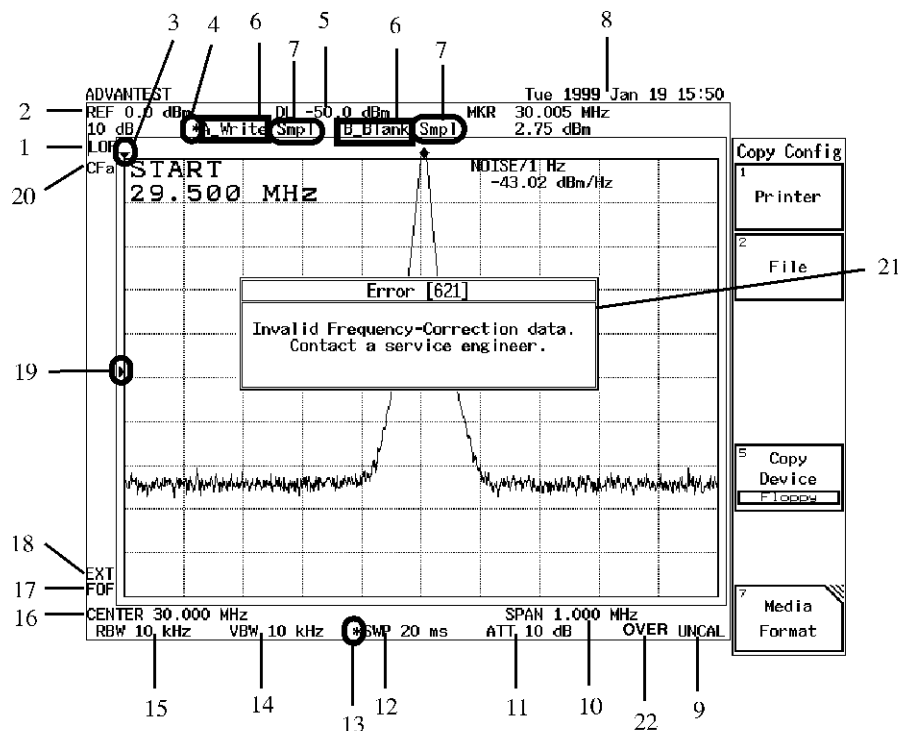 3 4 6 7 5 6 7 8
ADVANTEST Tue 1999 Jan 19 15:50
2 REF 0.0 dBm DL -50.0 dBm MKR 30.005 MHz
10 dB *A_Write Smpl B_Blank Smpl 2.75 dBm
1 LOF
20 CFa START NOISE/1 Hz
29.500 MHz -43.02 dBm/Hz
Copy Config
1
Printer
2
File
21
Error [621]
Invalid Frequency-Correction data.
Contact a service engineer.
19
5 Copy
Device
Floppy
18 EXT
17 FOF
7 Media
Format
16 CENTER 30.000 MHz SPAN 1.000 MHz
RBW 10 kHz VBW 10 kHz *SWP 20 ms ATT 10 dB OVER UNCAL
15 14 13 12 11 10 22 9